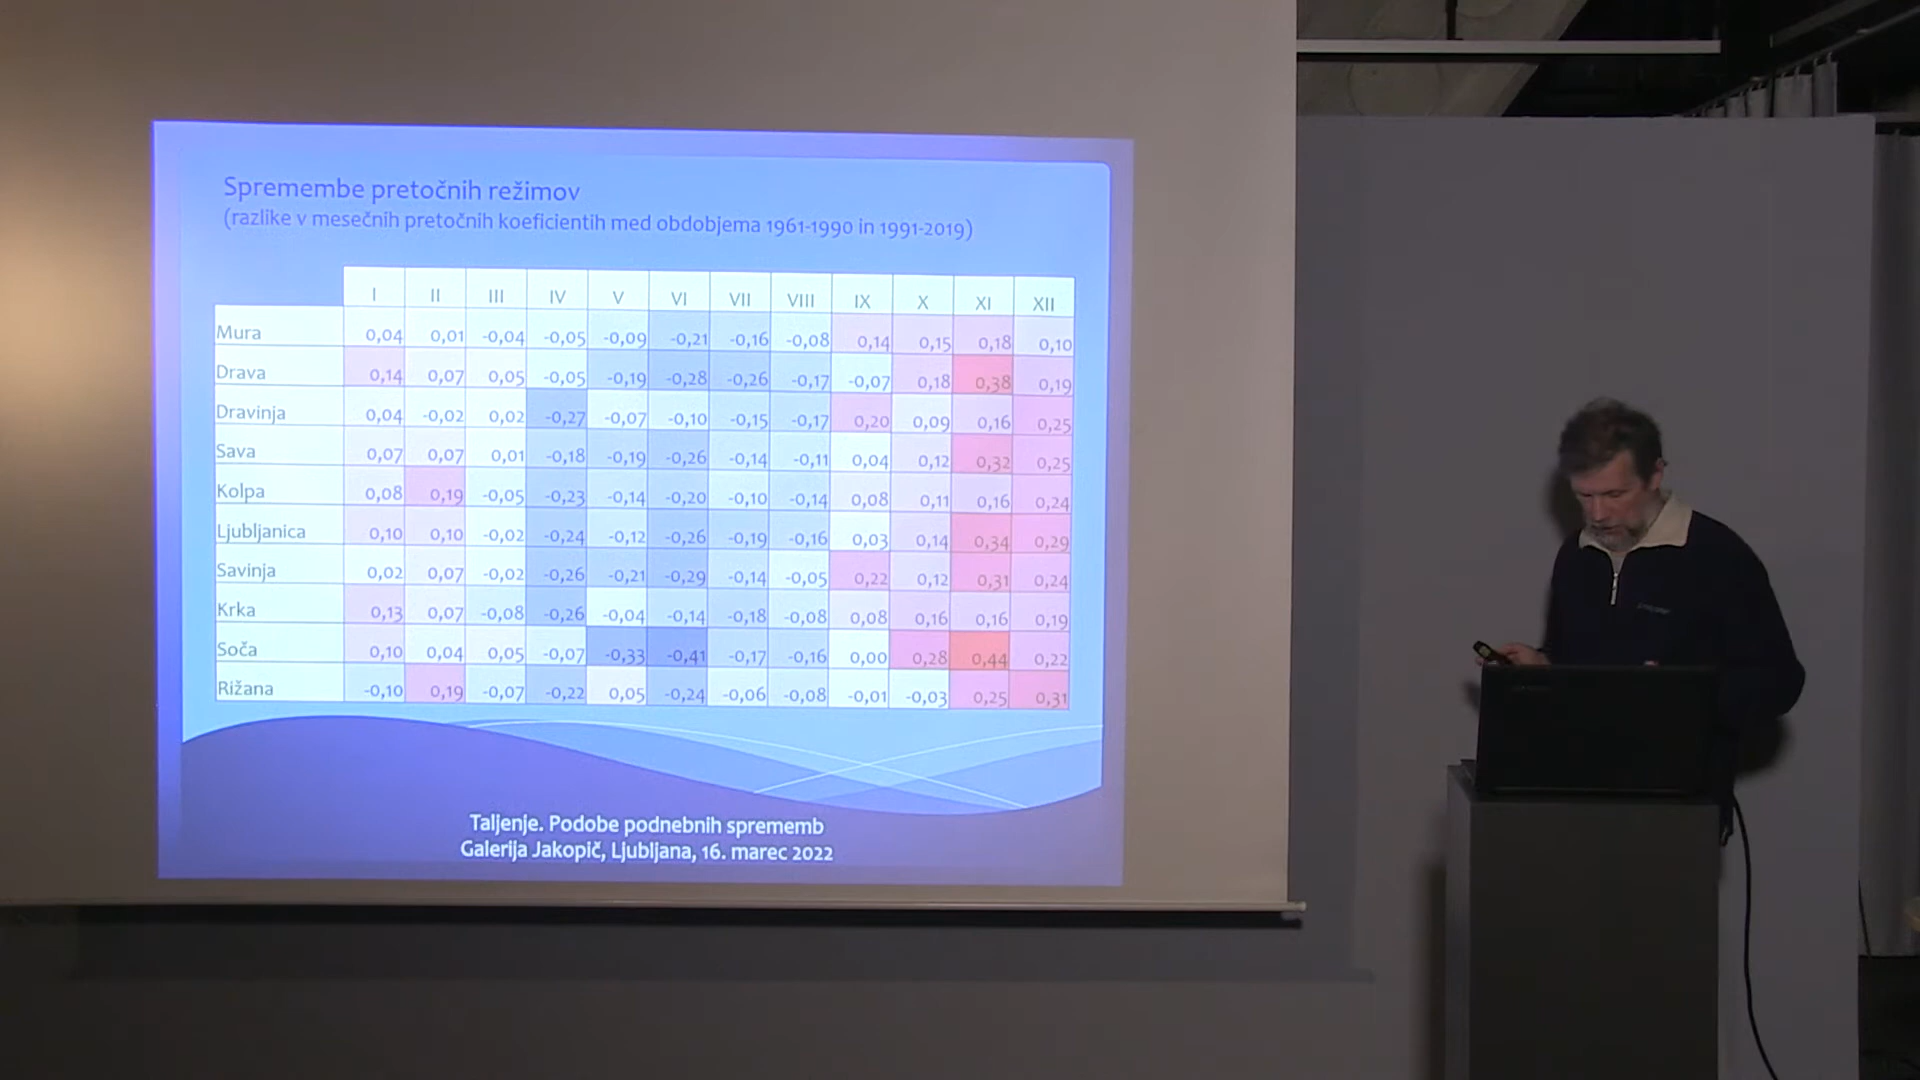 Spremembe pretočnih režimov
(razlike v mesečnih pretočnih koeficientih med obdobjema 1961-1990 in 1991-2019)
I II III IV V VI VII VIII IX X XI XII
Mura 0,04 0,01 -0,04 -0,05 -0,09 -0,21 -0,16 -0,08 0,14 0,15 0,18 0,10
Drava 0,14 0,07 0,05 -0,05 -0,19 -0,28 -0,26 -0,17 -0,07 0,18 0,38 0,19
Dravinja 0,04 -0,02 0,02 -0,27 -0,07 -0,10 -0,15 -0,17 0,20 0,09 0,16 0,25
Sava 0,07 0,07 0,01 -0,18 -0,19 -0,26 -0,14 -0,11 0,04 0,12 0,32 0,25
Kolpa 0,08 0,19 -0,05 -0,23 -0,14 -0,20 -0,10 -0,14 0,08 0,11 0,16 0,24
Ljubljanica 0,10 0,10 -0,02 -0,24 -0,12 -0,26 -0,19 -0,16 0,03 0,14 0,34 0,29
Savinja 0,02 0,07 -0,02 -0,26 -0,21 -0,29 -0,14 -0,05 0,22 0,12 0,31 0,24
Krka 0,13 0,07 -0,08 -0,26 -0,04 -0,14 -0,18 -0,08 0,08 0,16 0,16 0,19
Soča 0,10 0,04 0,05 -0,07 -0,33 -0,41 -0,17 -0,16 0,00 0,28 0,44 0,22
Rižana -0,10 0,19 -0,07 -0,22 0,05 -0,24 -0,06 -0,08 -0,01 -0,03 0,25 0,31
Taljenje. Podobe podnebnih sprememb
Galerija Jakopič, Ljubljana, 16. marec 2022